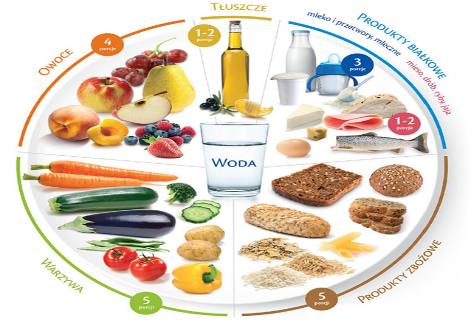 TŁUSZCZE
1-2
porcje
OWOCE
4
porcje
PRODUKTY BIAŁKOWE
mleko i przetwory mleczne
mięso, drób, ryby, jaja
3
porcje
1-2
porcje
WODA
WARZYWA
5
porcji
PRODUKTY ZBOŻOWE
5
porcji